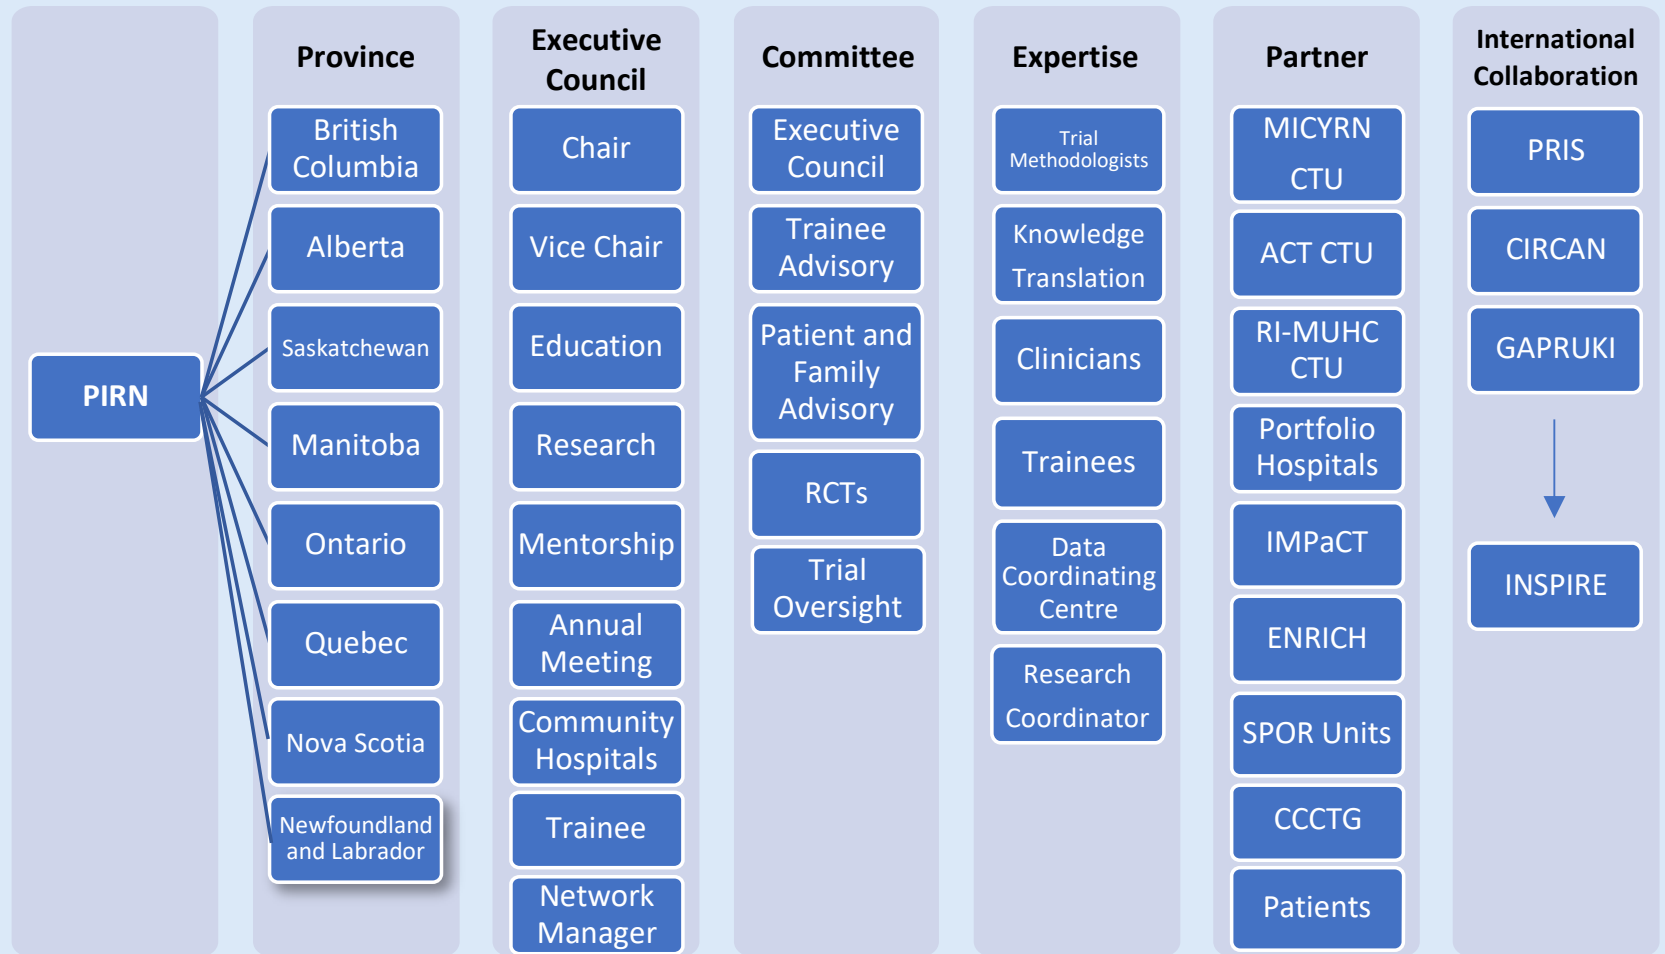 PIRN
Province
British
Columbia
Alberta
Saskatchewan
Manitoba
Ontario
Quebec
Nova Scotia
Newfoundland
and Labrador
Executive
Council
Chair
Vice Chair
Education
Research
Mentorship
Annual
Meeting
Community
Hospitals
Trainee
Network
Manager
Committee
Executive
Council
Trainee
Advisory
Patient and
Family
Advisory
RCTs
Trial
Oversight
Expertise
Trial
Methodologists
Knowledge
Translation
Clinicians
Trainees
Data
Coordinating
Centre
Research
Coordinator
Partner
MICYRN
CTU
ACT CTU
RI-MUHC
CTU
Portfolio
Hospitals
IMPaCT
ENRICH
SPOR Units
CCCTG
Patients
International
Collaboration
PRIS
CIRCAN
GAPRUKI
INSPIRE